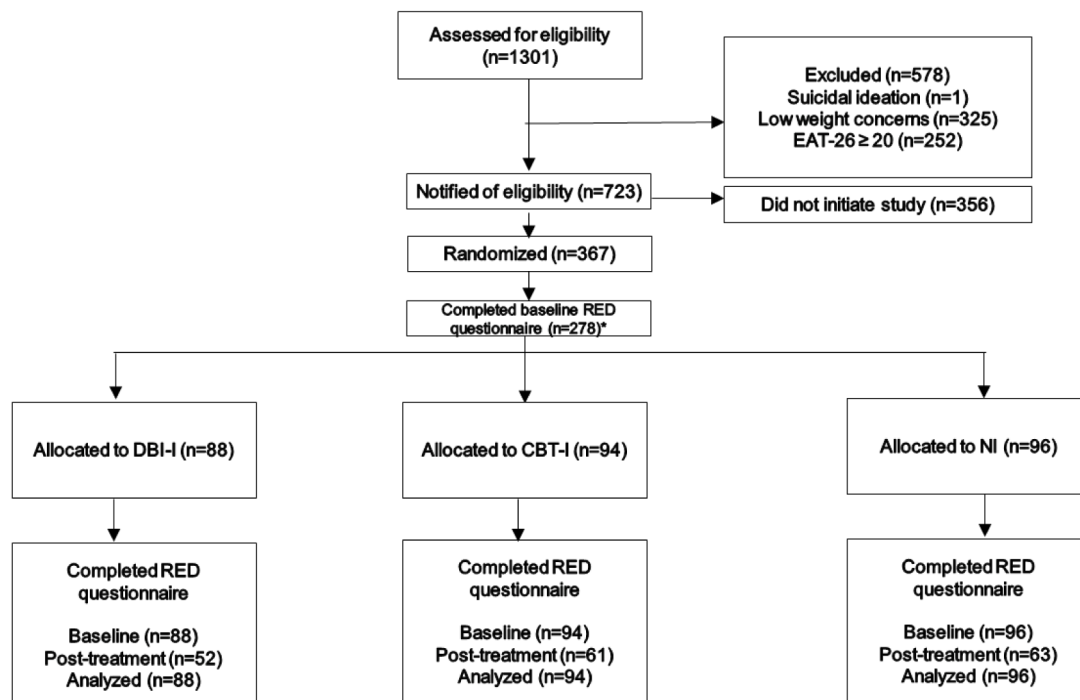 Assessed for eligibility
(n=1301)
Excluded (n=578)
Suicidal ideation (n=1)
Low weight concerns (n=325)
EAT-26 ≥ 20 (n=252)
Notified of eligibility (n=723)
Did not initiate study (n=356)
Randomized (n=367)
Completed baseline RED
questionnaire (n=278)*
Allocated to DBI-I (n=88)
Allocated to CBT-I (n=94)
Allocated to NI (n=96)
Completed RED
questionnaire
Baseline (n=88)
Post-treatment (n=52)
Analyzed (n=88)
Completed RED
questionnaire
Baseline (n=94)
Post-treatment (n=61)
Analyzed (n=94)
Completed RED
questionnaire
Baseline (n=96)
Post-treatment (n=63)
Analyzed (n=96)